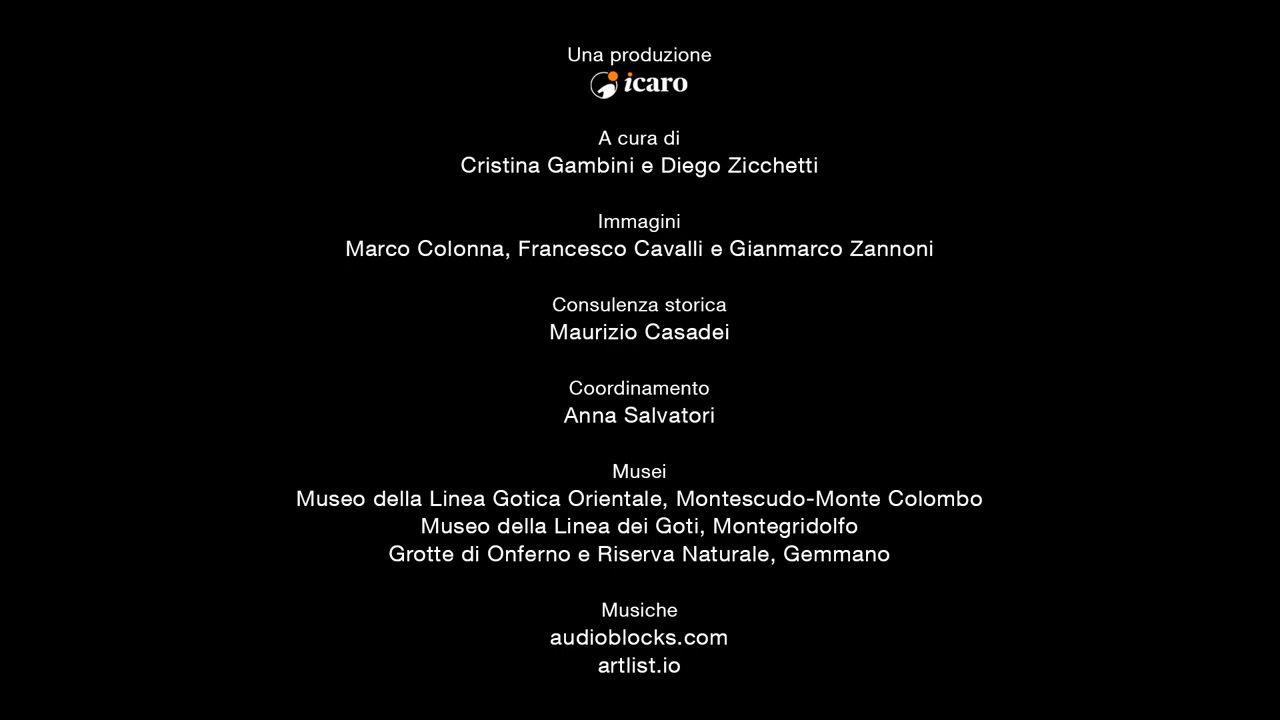 Una produzione
icaro
A cura di
Cristina Gambini e Diego Zicchetti
Immagini
Marco Colonna, Francesco Cavalli e Gianmarco Zannoni
Consulenza storica
Maurizio Casadei
Coordinamento
Anna Salvatori
Musei
Museo della Linea Gotica Orientale, Montescudo-Monte Colombo
Museo della Linea dei Goti, Montegridolfo
Grotte di Onferno e Riserva Naturale, Gemmano
Musiche
audioblocks.com
artlist.io